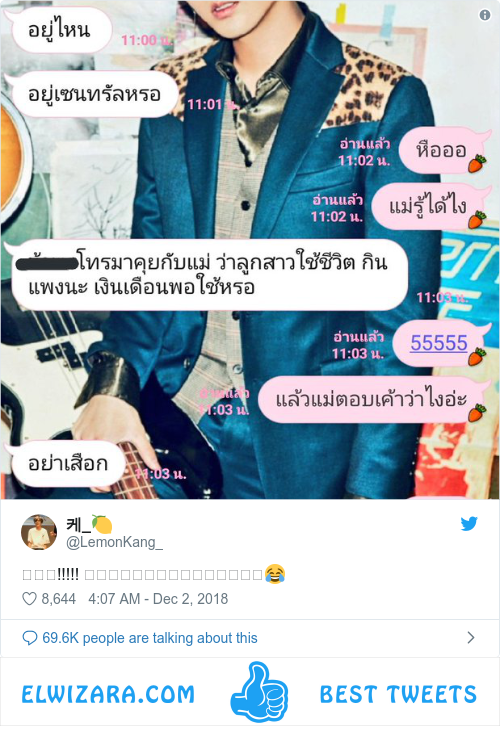 อยู่ไหน
11:00 น.
อยู่เซนทรัลหรอ
11:01 น.
อ่านแล้ว
11:02 น.
หืออออ
อ่านแล้ว
11:02 น.
แม่รู้ได้ไง
โทรมาคุยกับแม่ ว่าลูกสาวใช้ชีวิต กิน
แพงนะ เงินเดือนพอใช้หรอ
11:03 น.
อ่านแล้ว
11:03 น.
55555
อ่านแล้ว
11:03 น.
แล้วแม่ตอบเค้าว่าไงอ่ะ
อย่าเสือก
11:03 น.
케_🍋
@LemonKang_
!!!!! 😂
8,644 4:07 AM - Dec 2, 2018
69.6K people are talking about this
ELWIZARA.COM BEST TWEETS